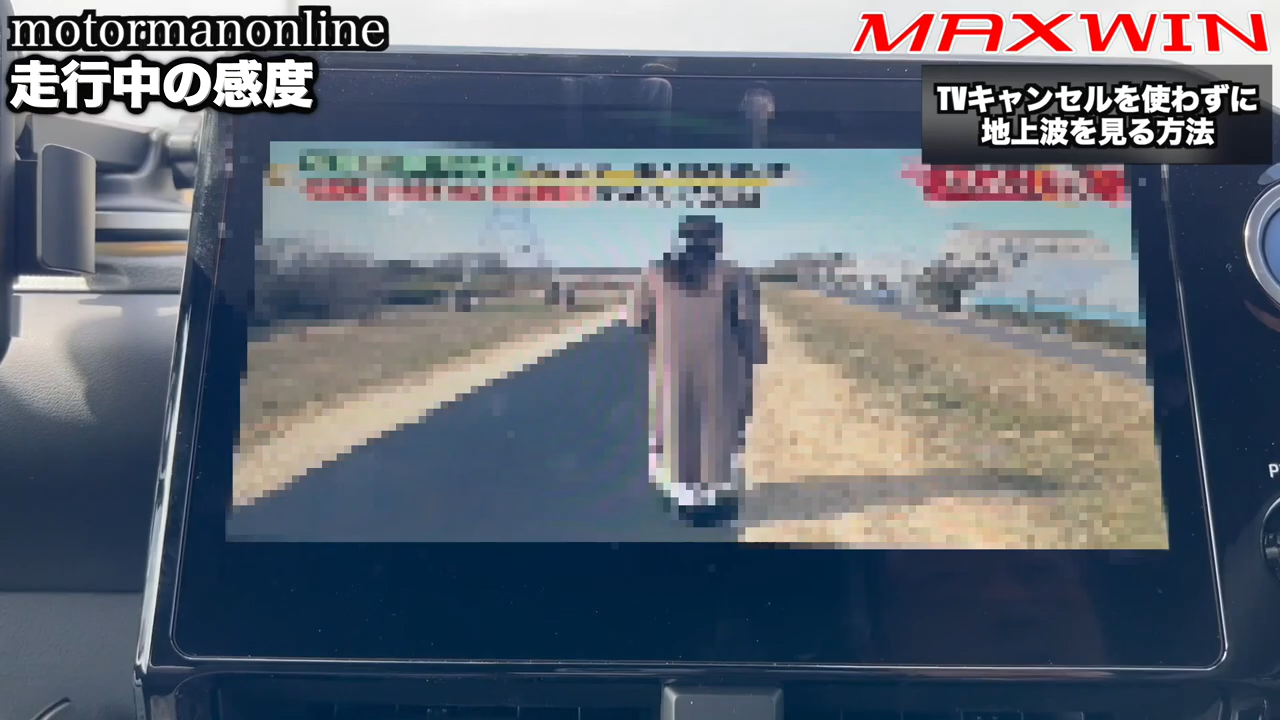 motormanonline
走行中の感度
MAXWIN
TVキャンセルを使わずに
地上波を見る方法
P